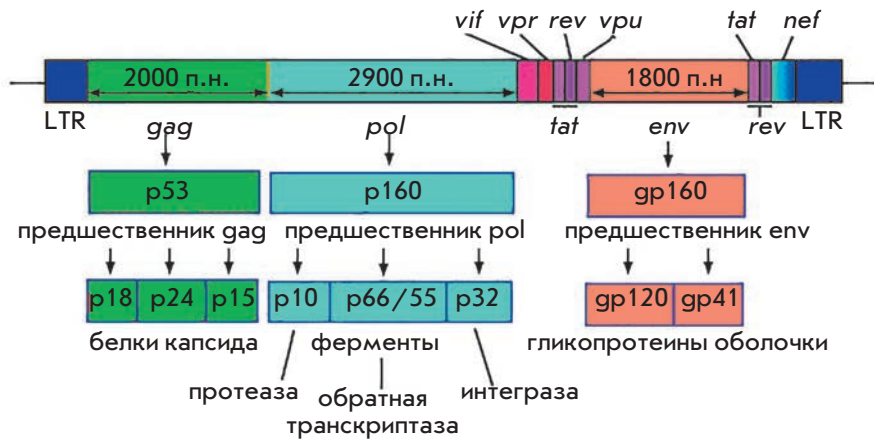 vif vpr rev vpu tat nef
2000 п.н. 2900 п.н. 1800 п.н
LTR gag pol tat env rev LTR
p53 p160 gp160
предшественник gag предшественник pol предшественник env
p18 p24 p15 p10 p66/55 p32 gp120 gp41
белки капсида ферменты гликопротеины оболочки
протеаза обратная интеграза
транскриптаза